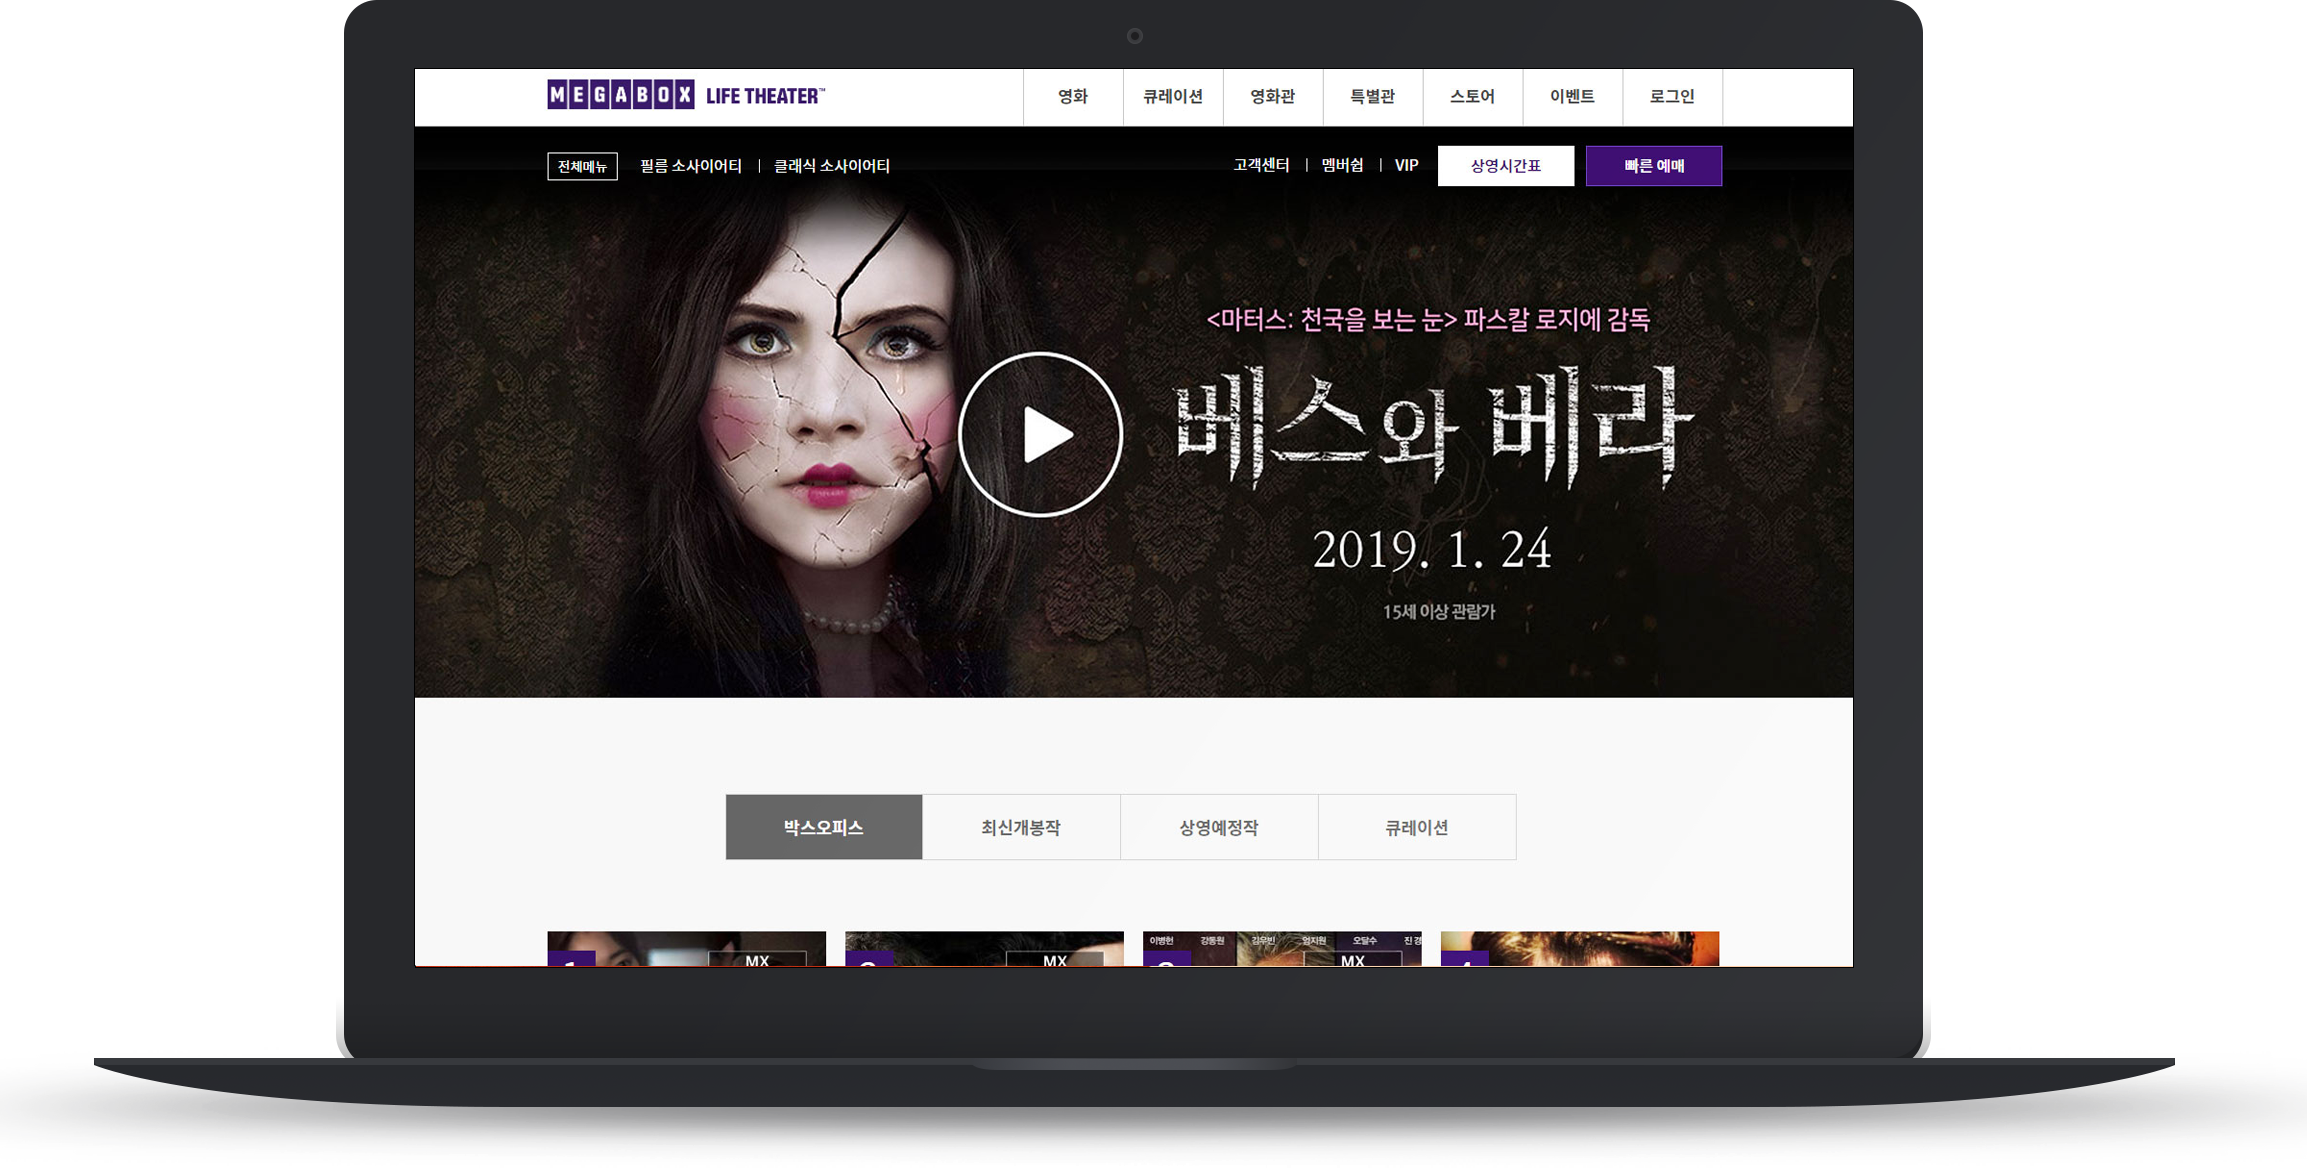 MEGABOX LIFE THEATER™
영화 큐레이션 영화관 특별관 스토어 이벤트 로그인
전체메뉴 필름 소사이어티 | 클래식 소사이어티
고객센터 | 멤버쉽 | VIP 상영시간표 빠른 예매
<마터스: 천국을 보는 눈> 파스칼 로지에 감독
베스와 베라
2019. 1. 24
15세 이상 관람가
박스오피스 최신개봉작 상영예정작 큐레이션
이병헌 강동원 김우빈 엄지원 오달수 진 경
MX MX MX